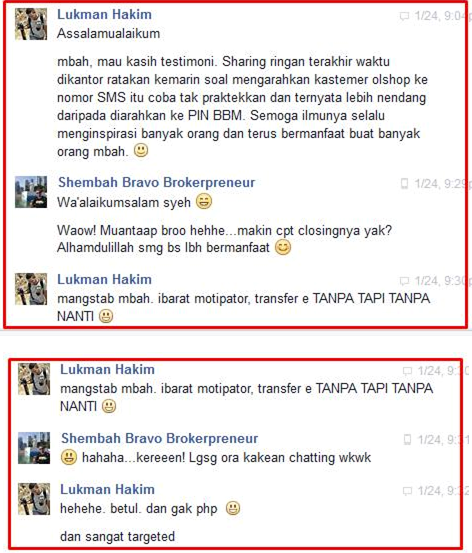 Lukman Hakim
1/24, 9:04
Assalamualaikum
mbah, mau kasih testimoni. Sharing ringan terakhir waktu
dikantor ratakan kemarin soal mengarahkan kastemer olshop ke
nomor SMS itu coba tak praktekkan dan ternyata lebih nendang
daripada diarahkan ke PIN BBM. Semoga ilmunya selalu
menginspirasi banyak orang dan terus bermanfaat buat banyak
orang mbah.
Shembah Bravo Brokerpreneur
1/24, 9:29
Wa'alaikumsalam syeh
Waow! Muantaap broo hehhe...makin cpt closingnya yak?
Alhamdulillah smg bs lbh bermanfaat
Lukman Hakim
1/24, 9:30
mangstab mbah. ibarat motipator, transfer e TANPA TAPI TANPA
NANTI
Lukman Hakim
1/24, 9:30
mangstab mbah. ibarat motipator, transfer e TANPA TAPI TANPA
NANTI
Shembah Bravo Brokerpreneur
1/24, 9:31
hahaha...kereeen! Lgsg ora kakean chatting wkwk
Lukman Hakim
1/24, 9:32
hehehe. betul. dan gak php
dan sangat targeted